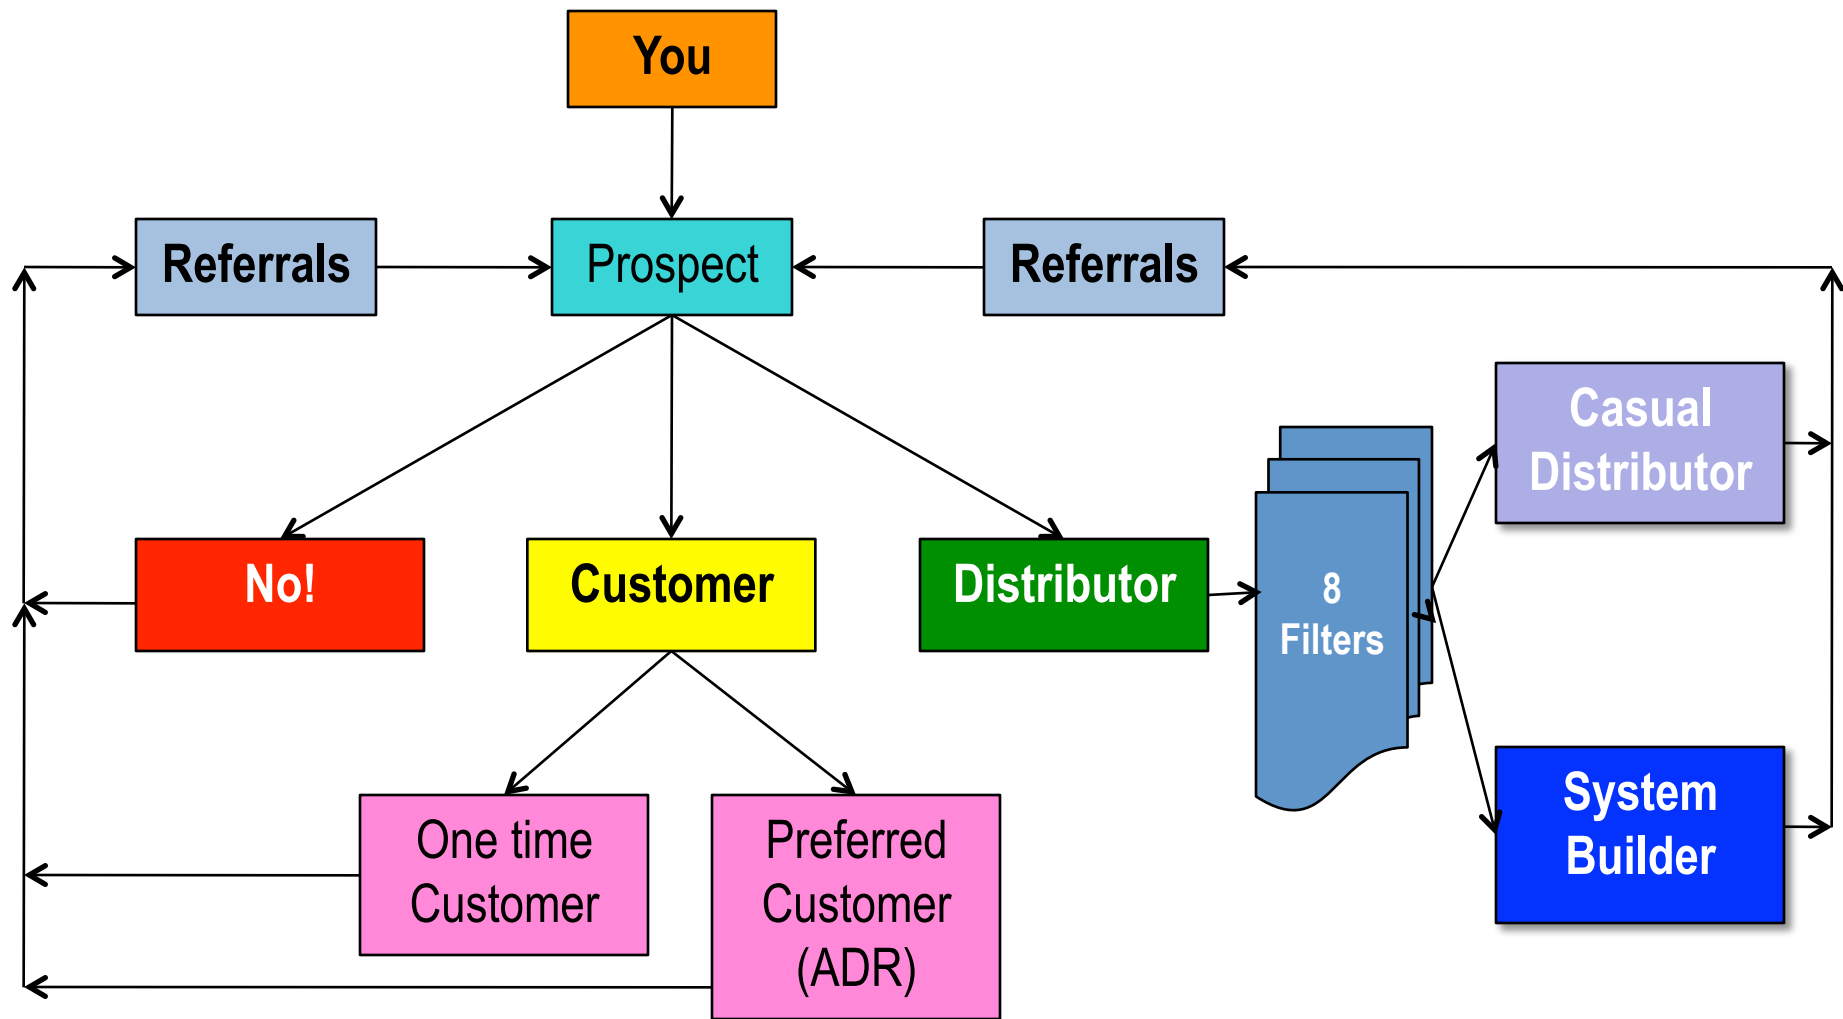 You
Referrals
Prospect
Referrals
Casual
Distributor
No!
Customer
Distributor
8
Filters
One time
Customer
Preferred
Customer
(ADR)
System
Builder